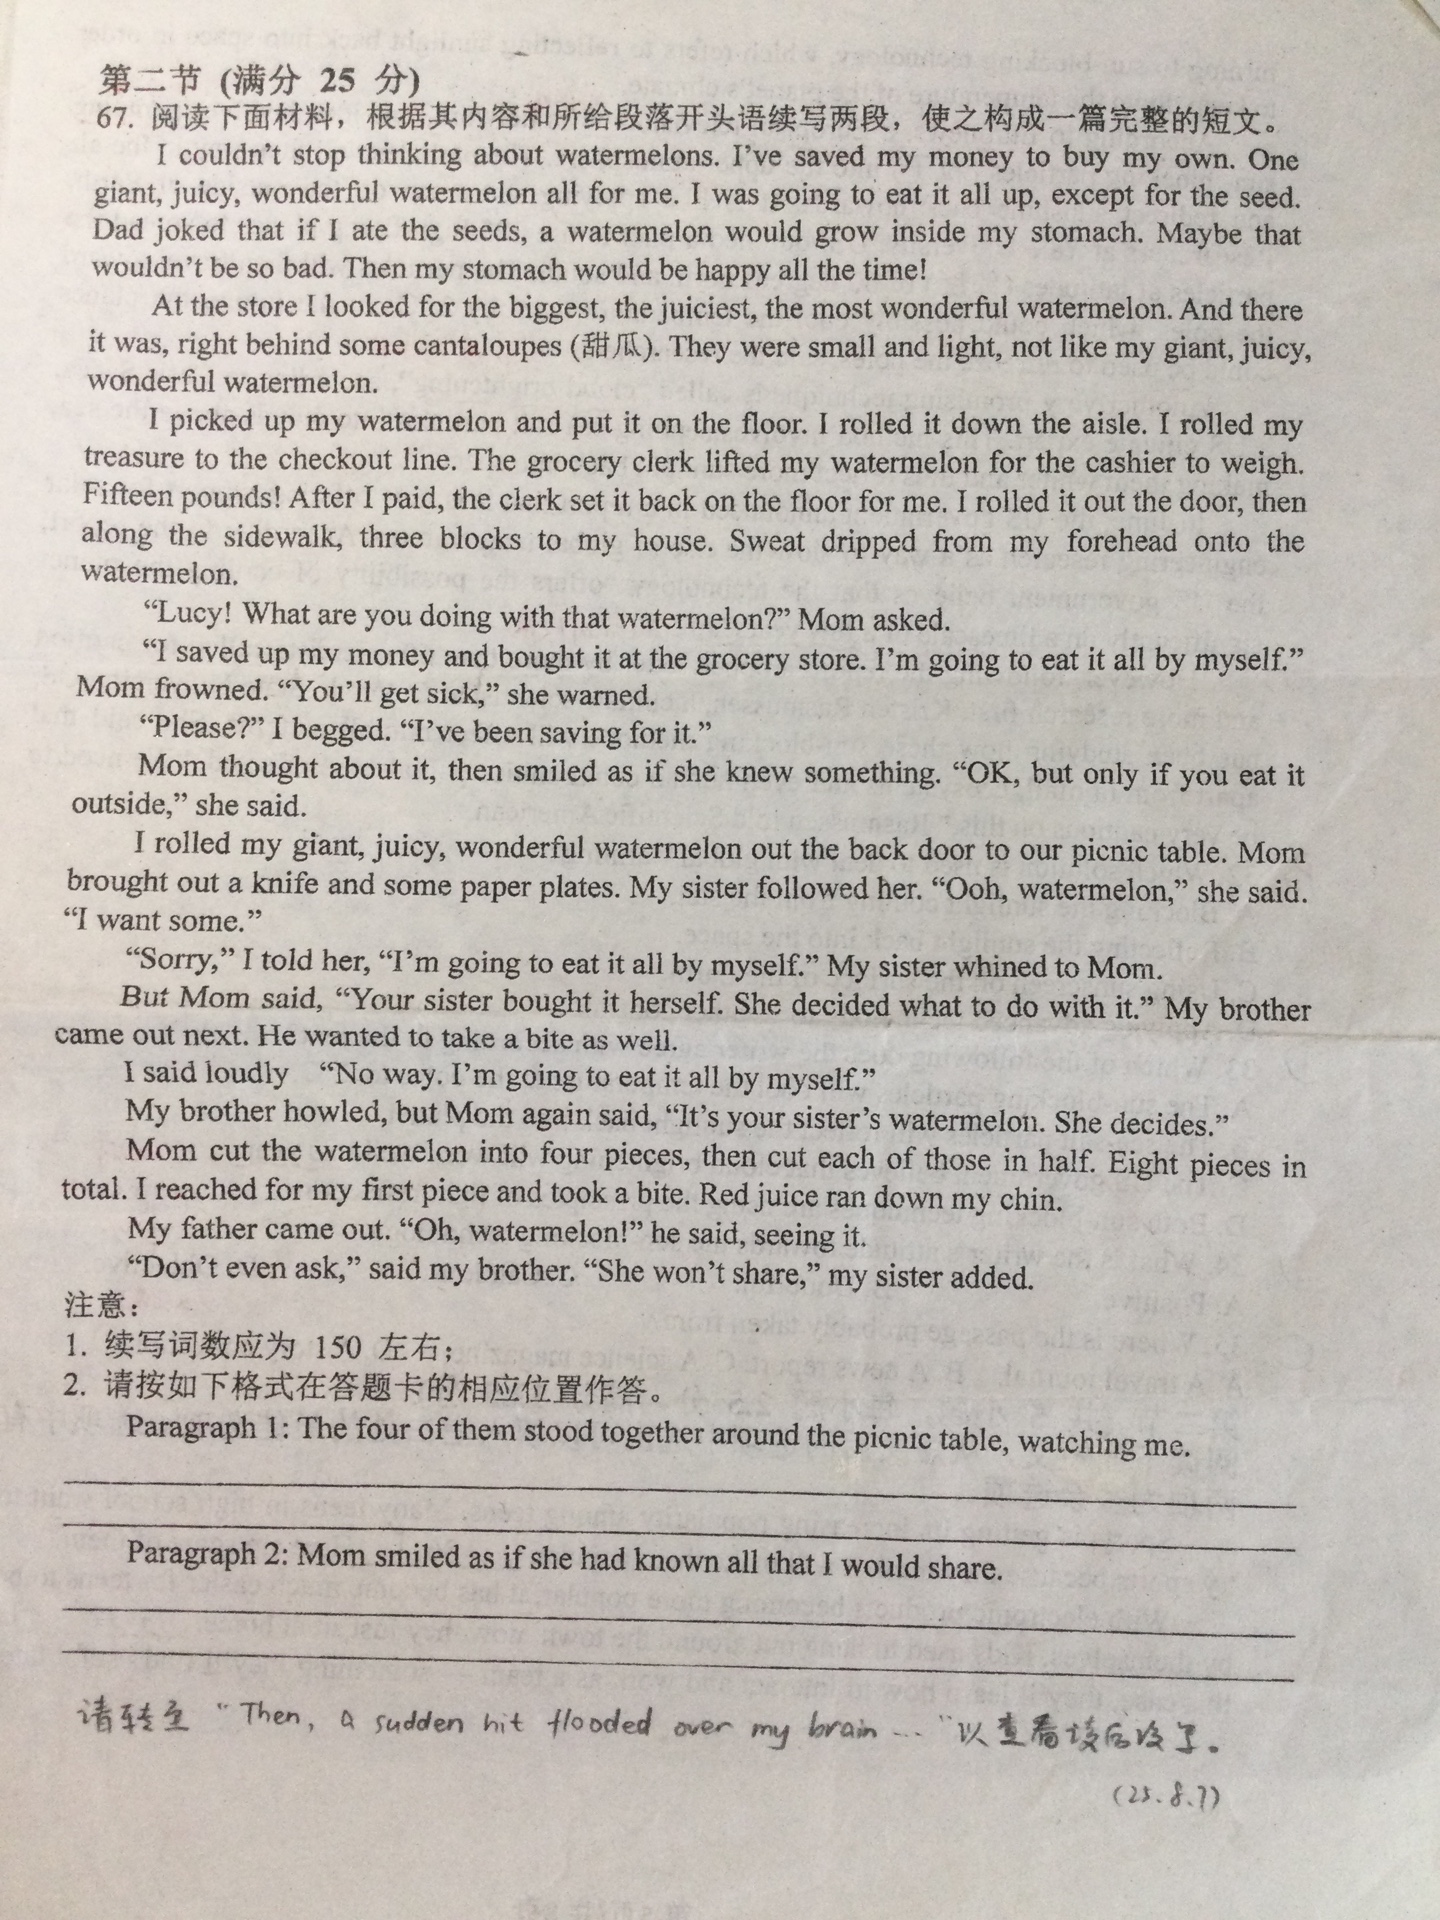 第二节 (满分 25 分)
67. 阅读下面材料，根据其内容和所给段落开头语续写两段，使之构成一篇完整的短文。
I couldn't stop thinking about watermelons. I've saved my money to buy my own. One
giant, juicy, wonderful watermelon all for me. I was going to eat it all up, except for the seed.
Dad joked that if I ate the seeds, a watermelon would grow inside my stomach. Maybe that
wouldn't be so bad. Then my stomach would be happy all the time!
At the store I looked for the biggest, the juiciest, the most wonderful watermelon. And there
it was, right behind some cantaloupes (甜瓜). They were small and light, not like my giant, juicy,
wonderful watermelon.
I picked up my watermelon and put it on the floor. I rolled it down the aisle. I rolled my
treasure to the checkout line. The grocery clerk lifted my watermelon for the cashier to weigh.
Fifteen pounds! After I paid, the clerk set it back on the floor for me. I rolled it out the door, then
along the sidewalk, three blocks to my house. Sweat dripped from my forehead onto the
watermelon.
“Lucy! What are you doing with that watermelon?” Mom asked.
“I saved up my money and bought it at the grocery store. I'm going to eat it all by myself.”
Mom frowned. “You'll get sick,” she warned.
“Please?” I begged. “I've been saving for it.”
Mom thought about it, then smiled as if she knew something. “OK, but only if you eat it
outside,” she said.
I rolled my giant, juicy, wonderful watermelon out the back door to our picnic table. Mom
brought out a knife and some paper plates. My sister followed her. “Ooh, watermelon,” she said.
“I want some.”
“Sorry,” I told her, “I'm going to eat it all by myself.” My sister whined to Mom.
But Mom said, “Your sister bought it herself. She decided what to do with it.” My brother
came out next. He wanted to take a bite as well.
I said loudly “No way. I'm going to eat it all by myself.”
My brother howled, but Mom again said, “It's your sister's watermelon. She decides.”
Mom cut the watermelon into four pieces, then cut each of those in half. Eight pieces in
total. I reached for my first piece and took a bite. Red juice ran down my chin.
My father came out. “Oh, watermelon!” he said, seeing it.
“Don't even ask,” said my brother. “She won't share,” my sister added.
注意：
1. 续写词数应为 150 左右；
2. 请按如下格式在答题卡的相应位置作答。
Paragraph 1: The four of them stood together around the picnic table, watching me.
Paragraph 2: Mom smiled as if she had known all that I would share.
请转至 “Then, a sudden hit flooded over my brain ...” 以查看
(25.8.7)